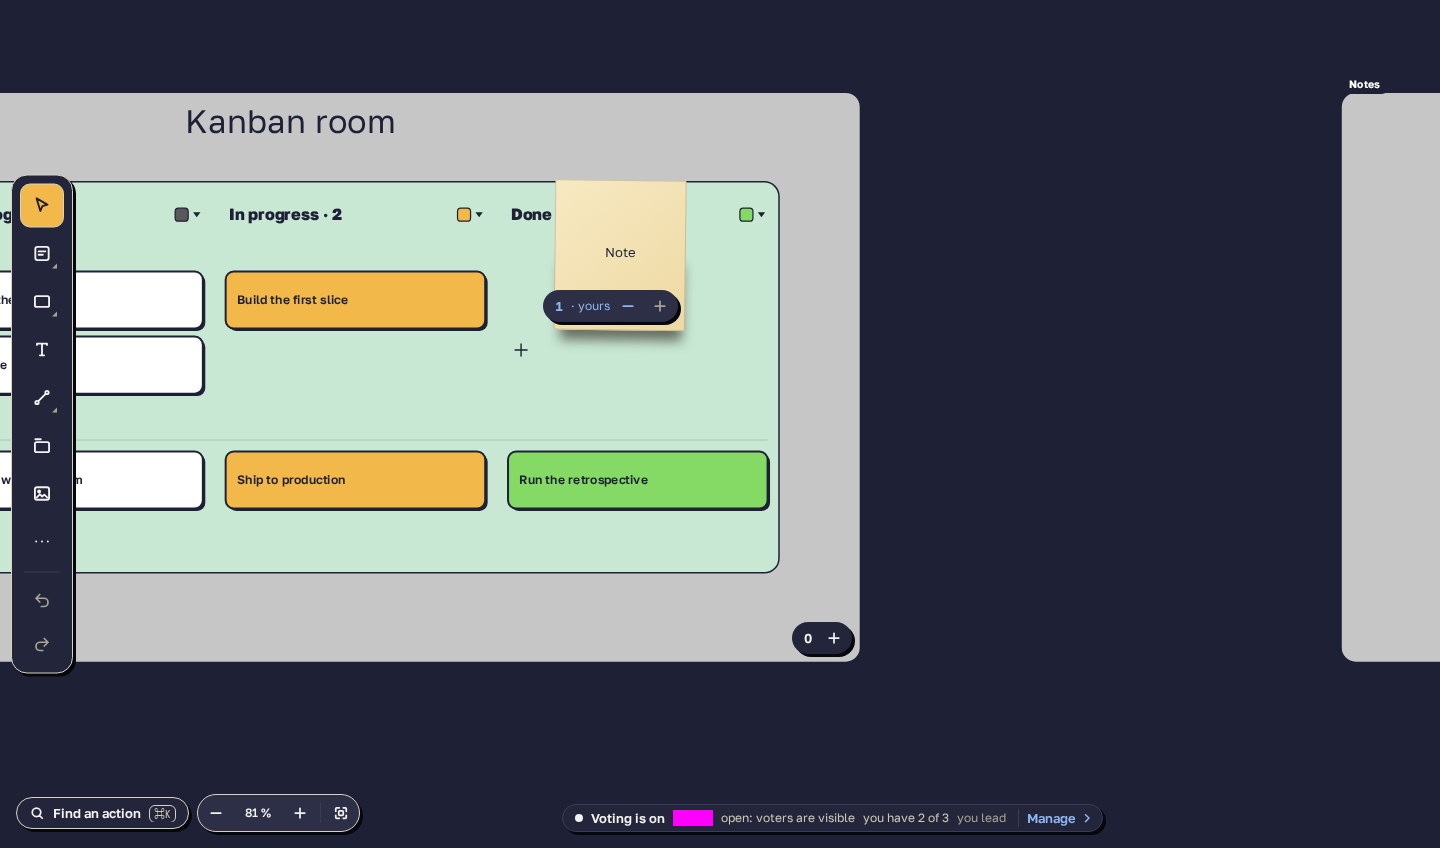 Notes
Kanban room
og
In progress · 2
Done
Note
the
Build the first slice
1 · yours − +
e
w
m
Ship to production
Run the retrospective
0 +
Find an action ⌘K
− 81 % +
Voting is on
open: voters are visible you have 2 of 3 you lead
Manage